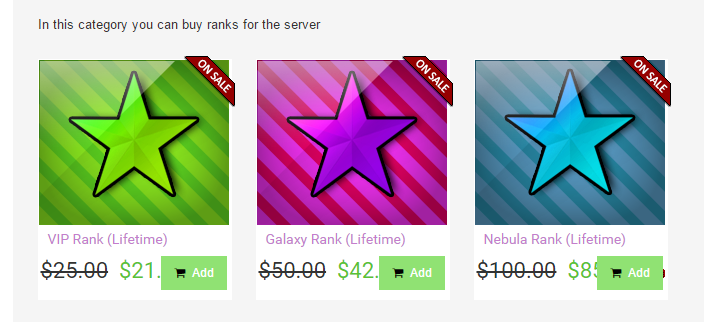 In this category you can buy ranks for the server
ON SALE
ON SALE
ON SALE
VIP Rank (Lifetime)
Galaxy Rank (Lifetime)
Nebula Rank (Lifetime)
$25.00 $21. Add
$50.00 $42. Add
$100.00 $85 Add